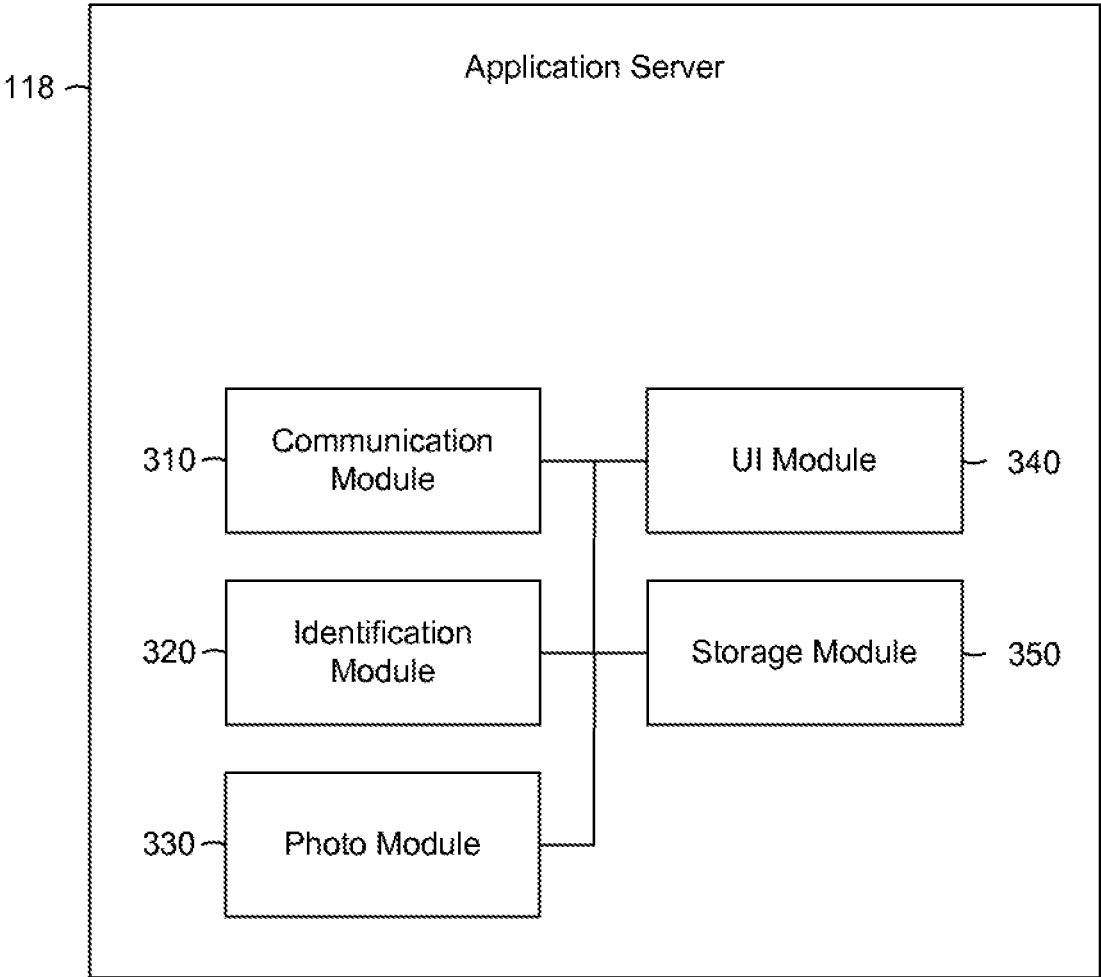 Application Server
118
Communication
Module
310
UI Module
340
Identification
Module
320
Storage Module
350
Photo Module
330